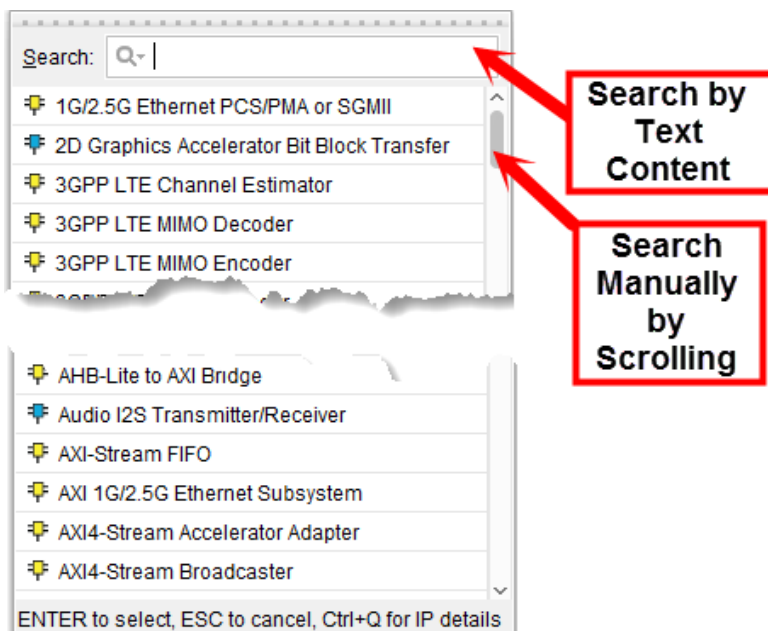 Search:
1G/2.5G Ethernet PCS/PMA or SGMII
2D Graphics Accelerator Bit Block Transfer
3GPP LTE Channel Estimator
3GPP LTE MIMO Decoder
3GPP LTE MIMO Encoder
AHB-Lite to AXI Bridge
Audio I2S Transmitter/Receiver
AXI-Stream FIFO
AXI 1G/2.5G Ethernet Subsystem
AXI4-Stream Accelerator Adapter
AXI4-Stream Broadcaster
ENTER to select, ESC to cancel, Ctrl+Q for IP details
Search by
Text
Content
Search
Manually
by
Scrolling